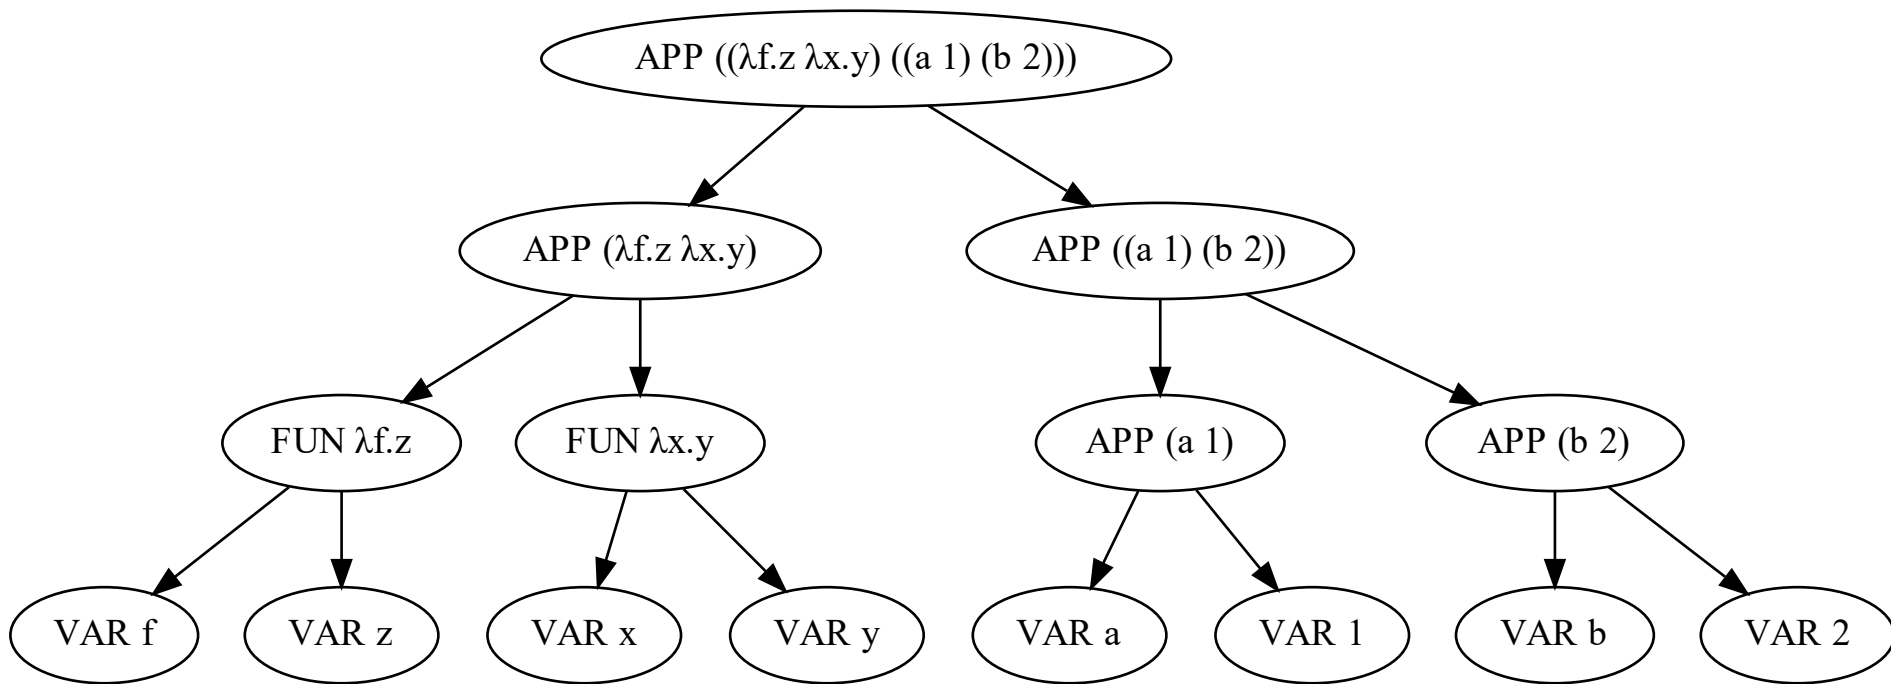 APP ((λf.z λx.y) ((a 1) (b 2)))
APP (λf.z λx.y)
APP ((a 1) (b 2))
FUN λf.z
FUN λx.y
APP (a 1)
APP (b 2)
VAR f
VAR z
VAR x
VAR y
VAR a
VAR 1
VAR b
VAR 2